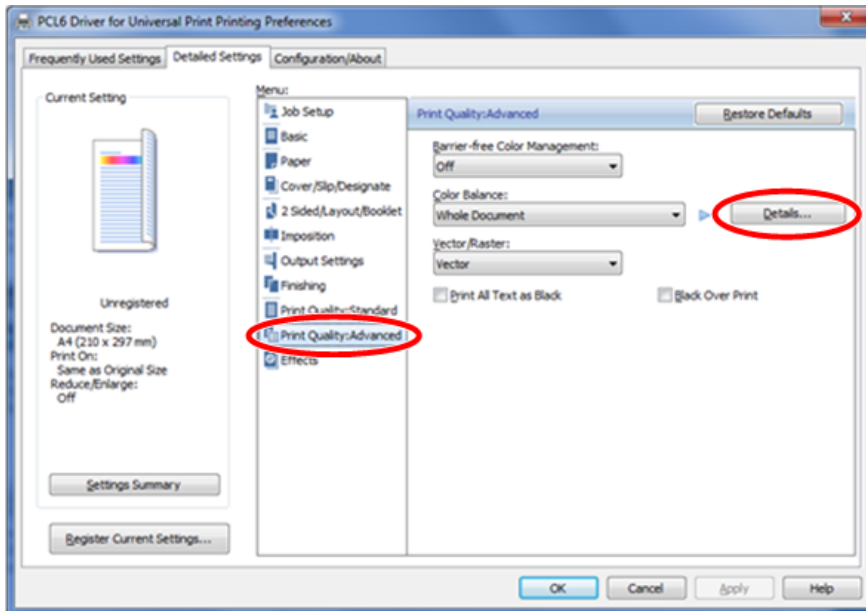 PCL6 Driver for Universal Print Printing Preferences
Frequently Used Settings Detailed Settings Configuration/About
Current Setting
Unregistered
Document Size:
A4 (210 x 297 mm)
Print On:
Same as Original Size
Reduce/Enlarge:
Off
Settings Summary
Register Current Settings...
Menu:
Job Setup
Basic
Paper
Cover/Slip/Designate
2 Sided/Layout/Booklet
Imposition
Output Settings
Finishing
Print Quality:Standard
Print Quality:Advanced
Effects
Print Quality:Advanced Restore Defaults
Barrier-free Color Management:
Off
Color Balance:
Whole Document Details...
Vector/Raster:
Vector
Print All Text as Black Black Over Print
OK Cancel Apply Help